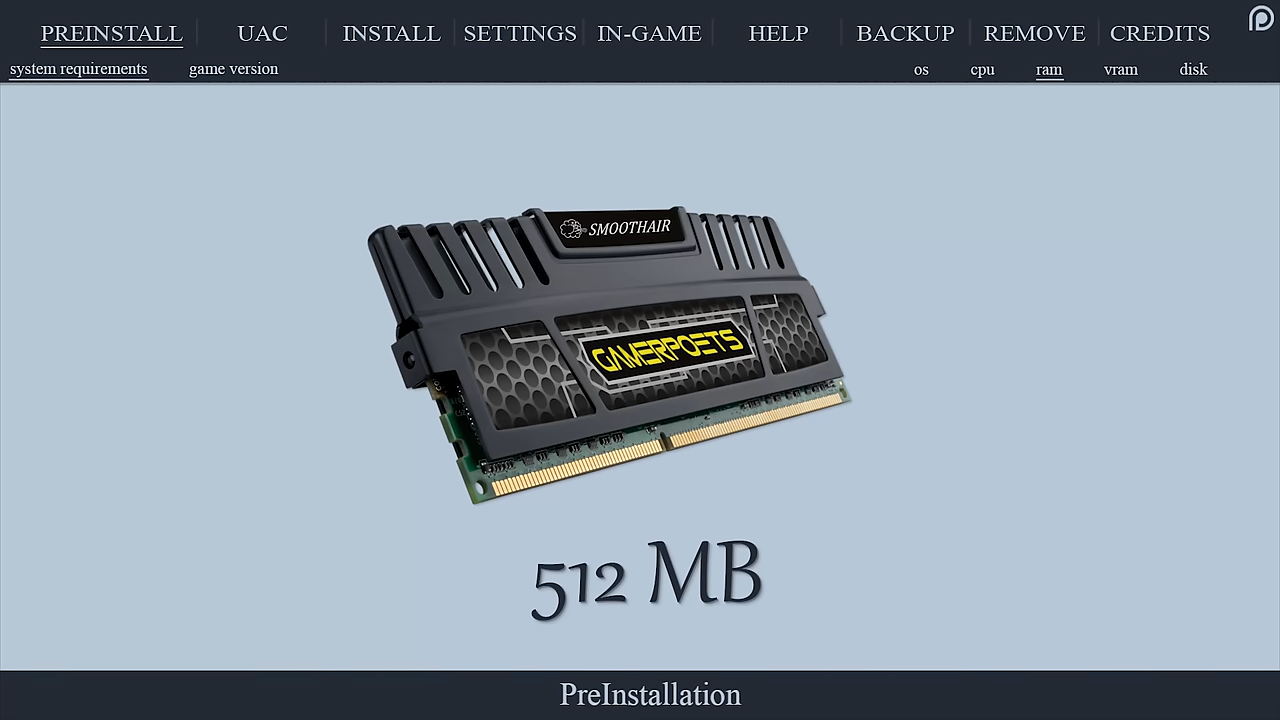 PREINSTALL UAC INSTALL SETTINGS IN-GAME HELP BACKUP REMOVE CREDITS
system requirements game version os cpu ram vram disk
SMOOTHAIR
GAMERPOETS
512 MB
PreInstallation